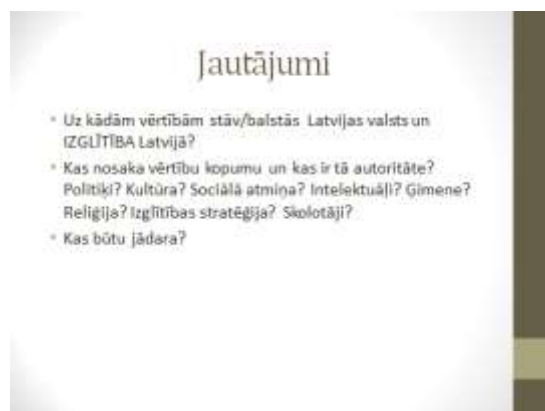 Jautājumi
Uz kādām vērtībām stāv/balstās Latvijas valsts un
IZGLĪTĪBA Latvijā?
Kas nosaka vērtību kopumu un kas ir tā autoritāte?
Politiķi? Kultūra? Sociālā atmiņa? Intelektuāļi? Ģimene?
Reliģija? Izglītības stratēģija? Skolotāji?
Kas būtu jādara?